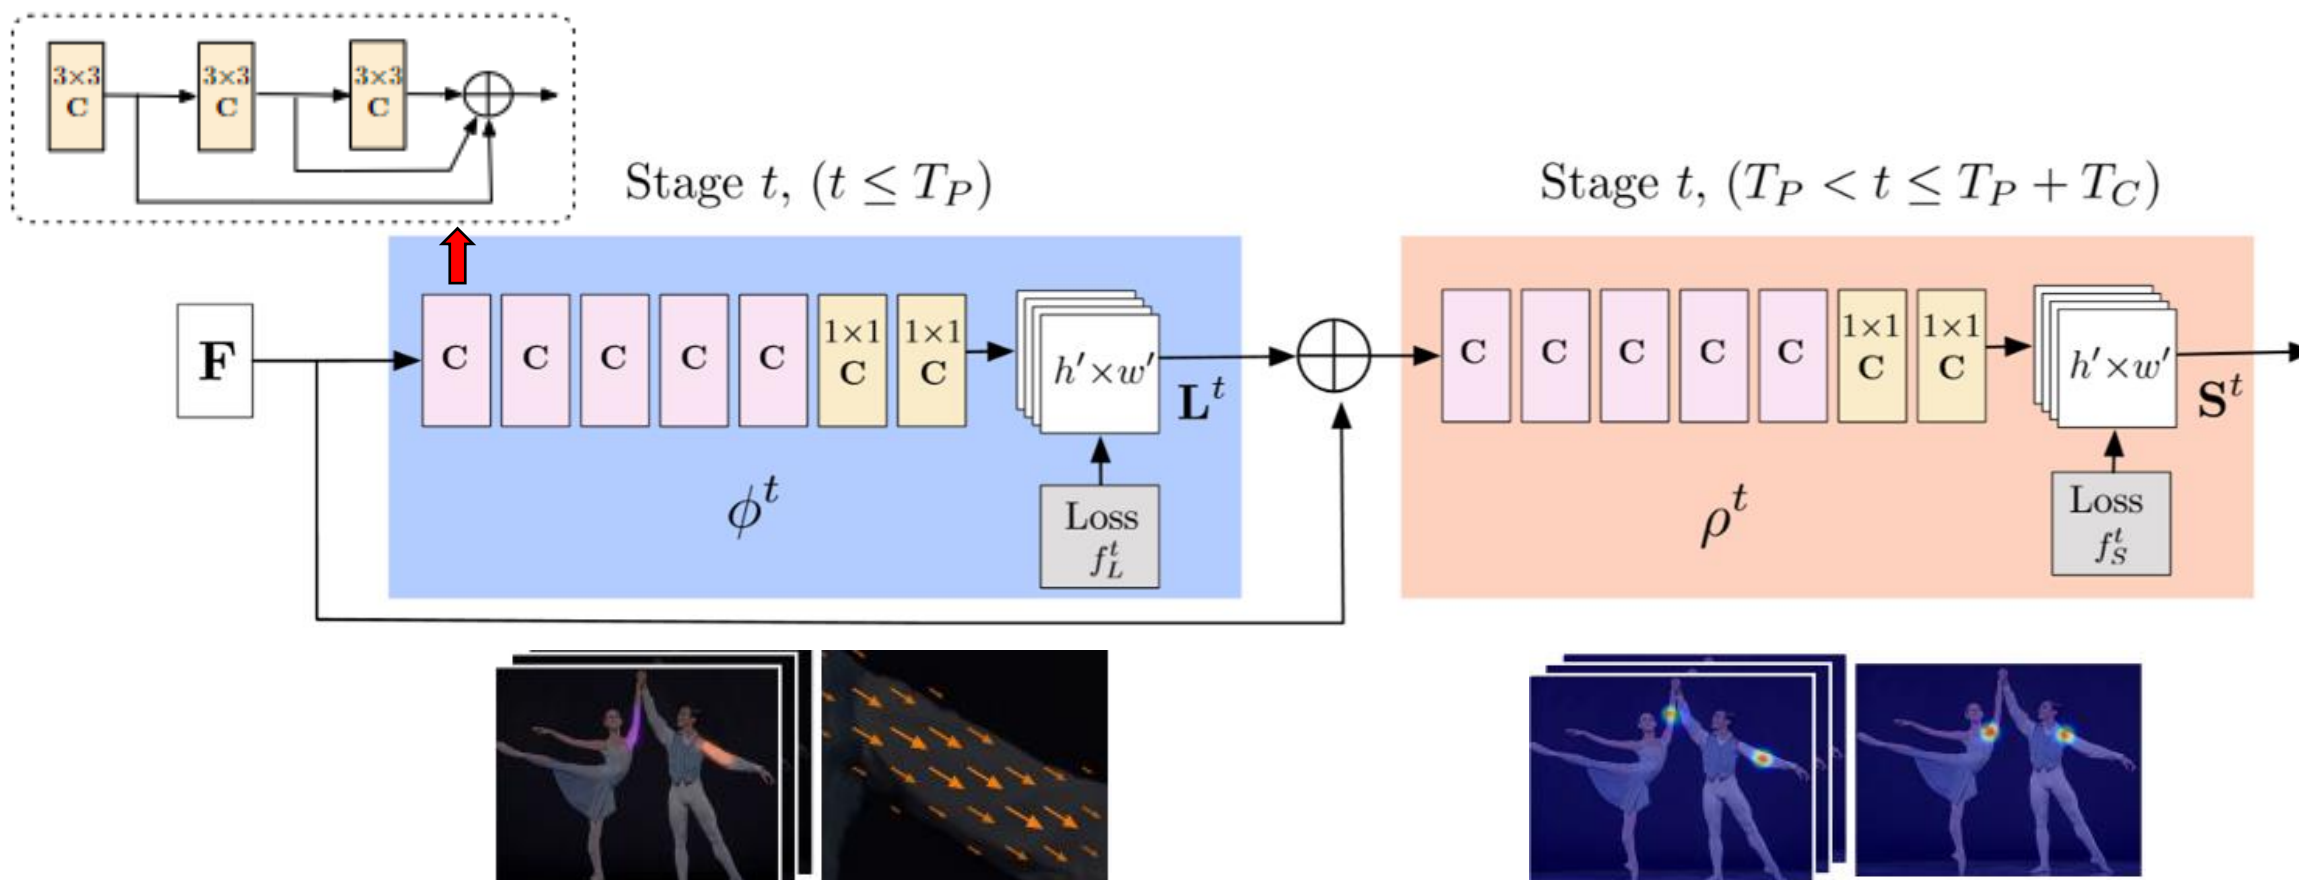 3×3
C
3×3
C
3×3
C
Stage t, (t ≤ T_P)
Stage t, (T_P < t ≤ T_P + T_C)
F
C
C
C
C
C
1×1
C
1×1
C
h′×w′
L^t
C
C
C
C
C
1×1
C
1×1
C
h′×w′
S^t
ϕ^t
Loss
f_L^t
ρ^t
Loss
f_S^t